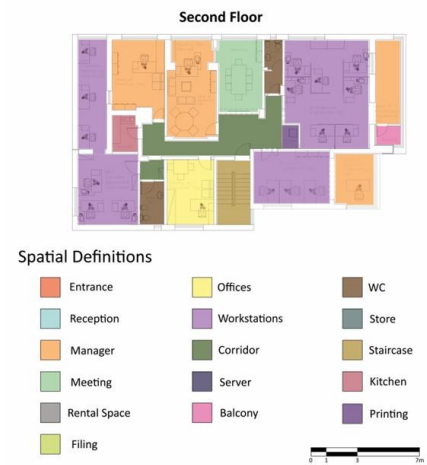 Second Floor
Spatial Definitions
Entrance
Offices
WC
Reception
Workstations
Store
Manager
Corridor
Staircase
Meeting
Server
Kitchen
Rental Space
Balcony
Printing
Filing
0 1 3 7m